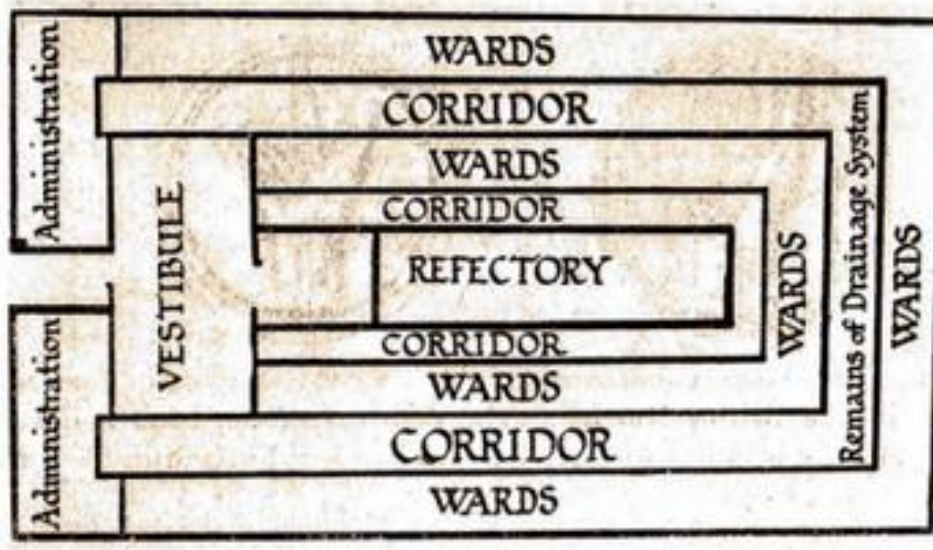 Administration
WARDS
CORRIDOR
WARDS
CORRIDOR
VESTIBULE
REFECTORY
WARDS
Remains of Drainage System
WARDS
CORRIDOR
WARDS
Administration
CORRIDOR
WARDS